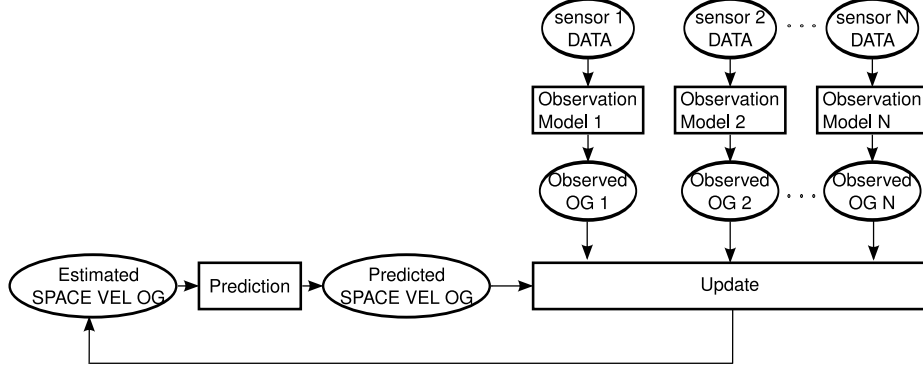 sensor 1
DATA
sensor 2
DATA
sensor N
DATA
Observation
Model 1
Observation
Model 2
Observation
Model N
Observed
OG 1
Observed
OG 2
Observed
OG N
Estimated
SPACE VEL OG
Prediction
Predicted
SPACE VEL OG
Update